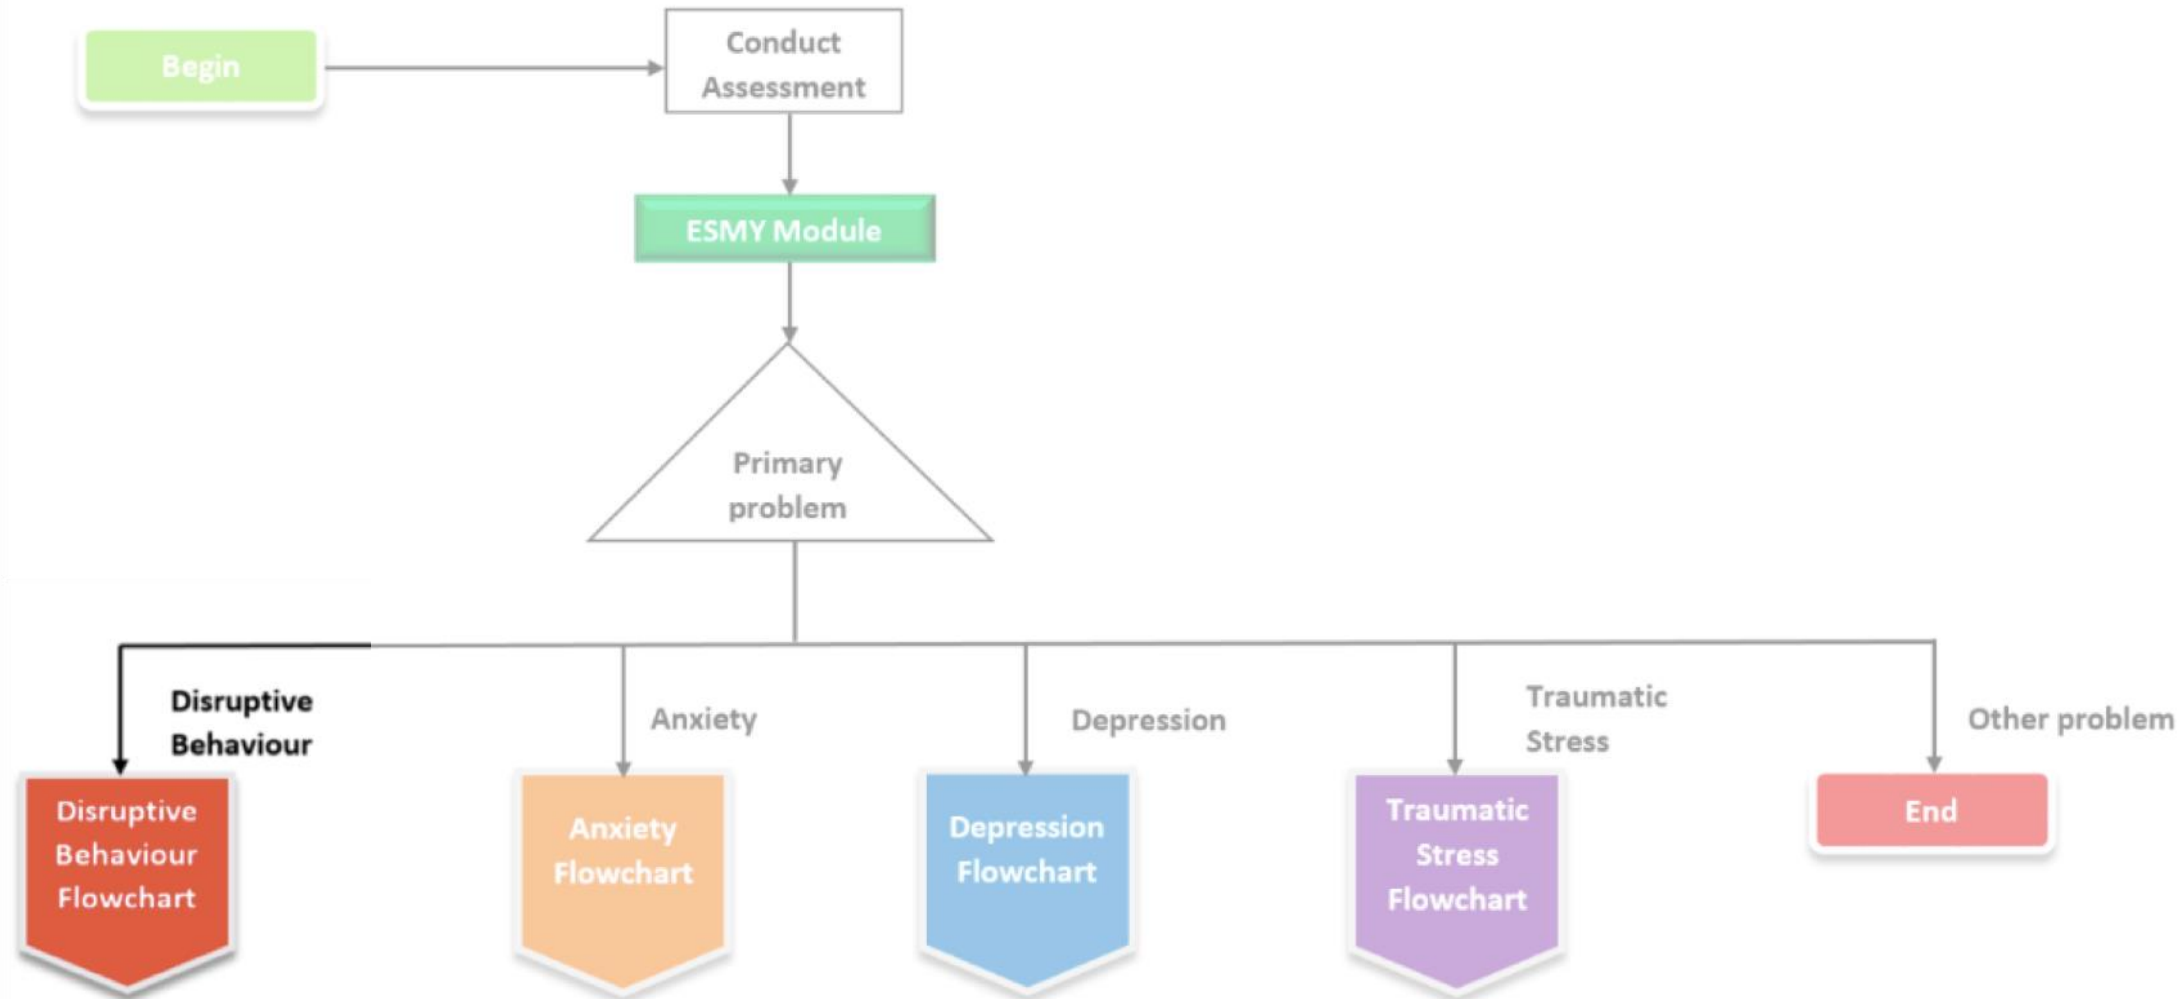 Begin
Conduct
Assessment
ESMY Module
Primary
problem
Disruptive
Behaviour
Anxiety
Depression
Traumatic
Stress
Other problem
Disruptive
Behaviour
Flowchart
Anxiety
Flowchart
Depression
Flowchart
Traumatic
Stress
Flowchart
End